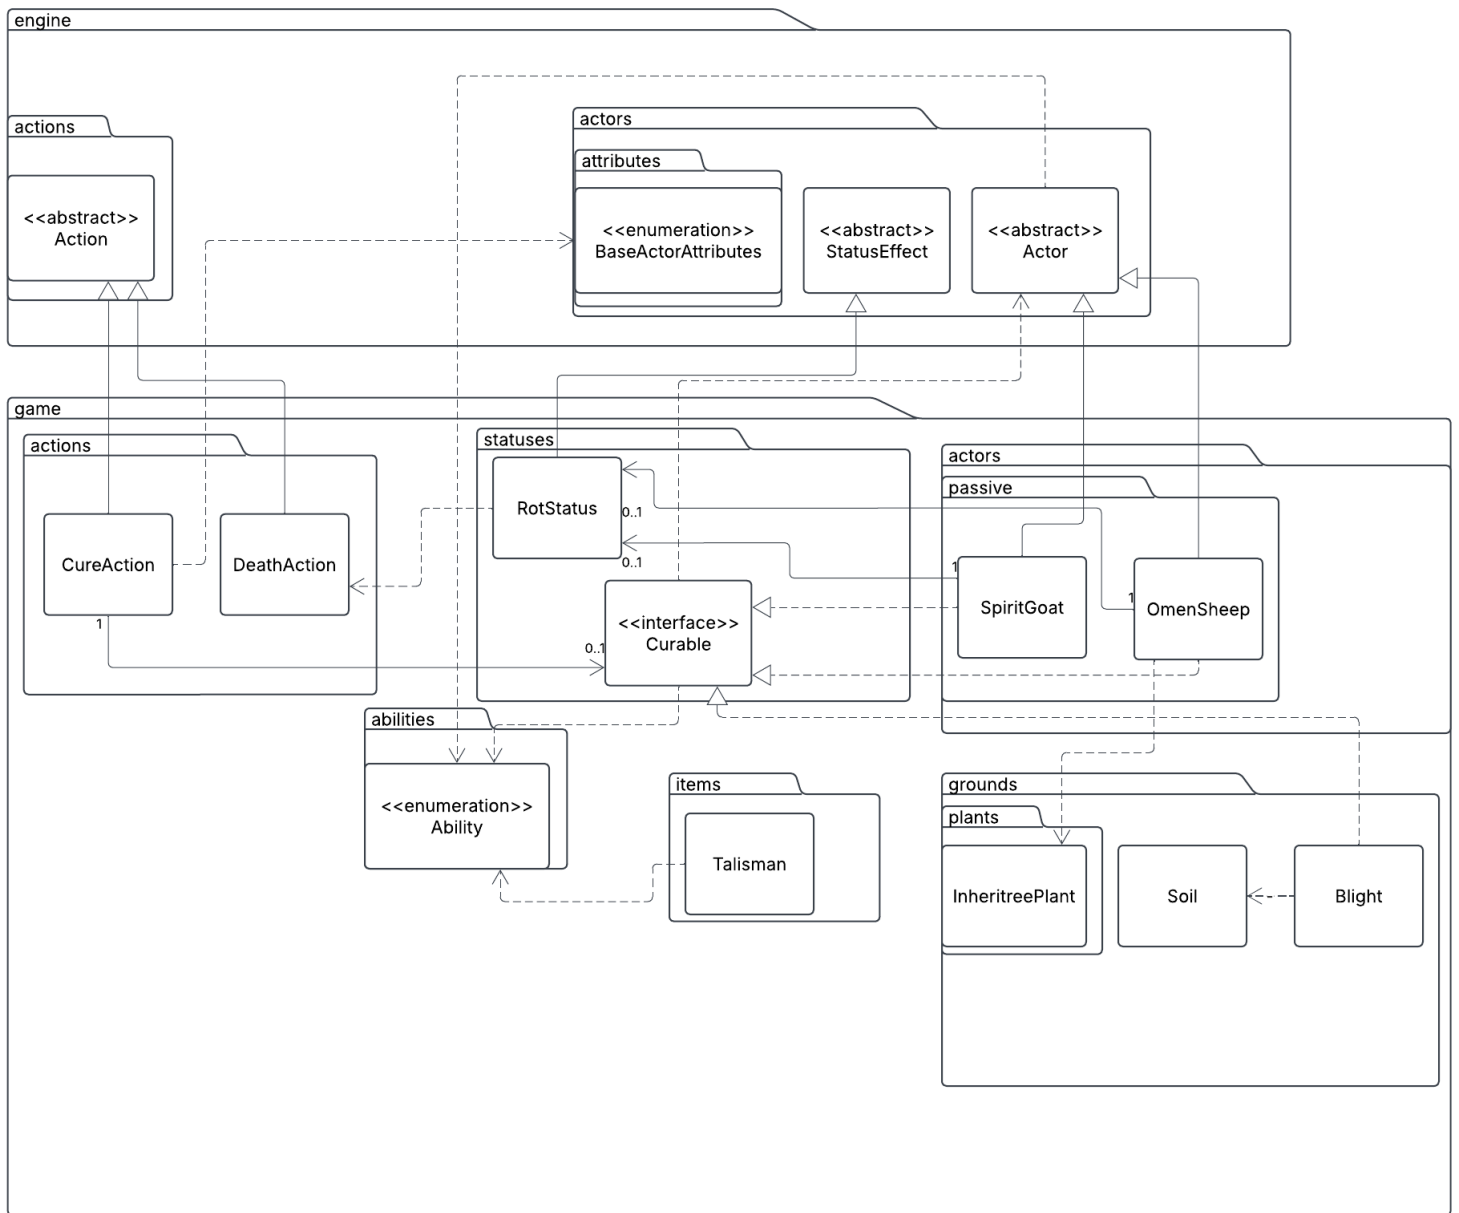 engine
actions
<<abstract>>
Action
actors
attributes
<<enumeration>>
BaseActorAttributes
<<abstract>>
StatusEffect
<<abstract>>
Actor
game
actions
CureAction
DeathAction
1
statuses
RotStatus
0..1
0..1
<<interface>>
Curable
0..1
actors
passive
1
SpiritGoat
1
OmenSheep
abilities
<<enumeration>>
Ability
items
Talisman
grounds
plants
InheritreePlant
Soil
Blight